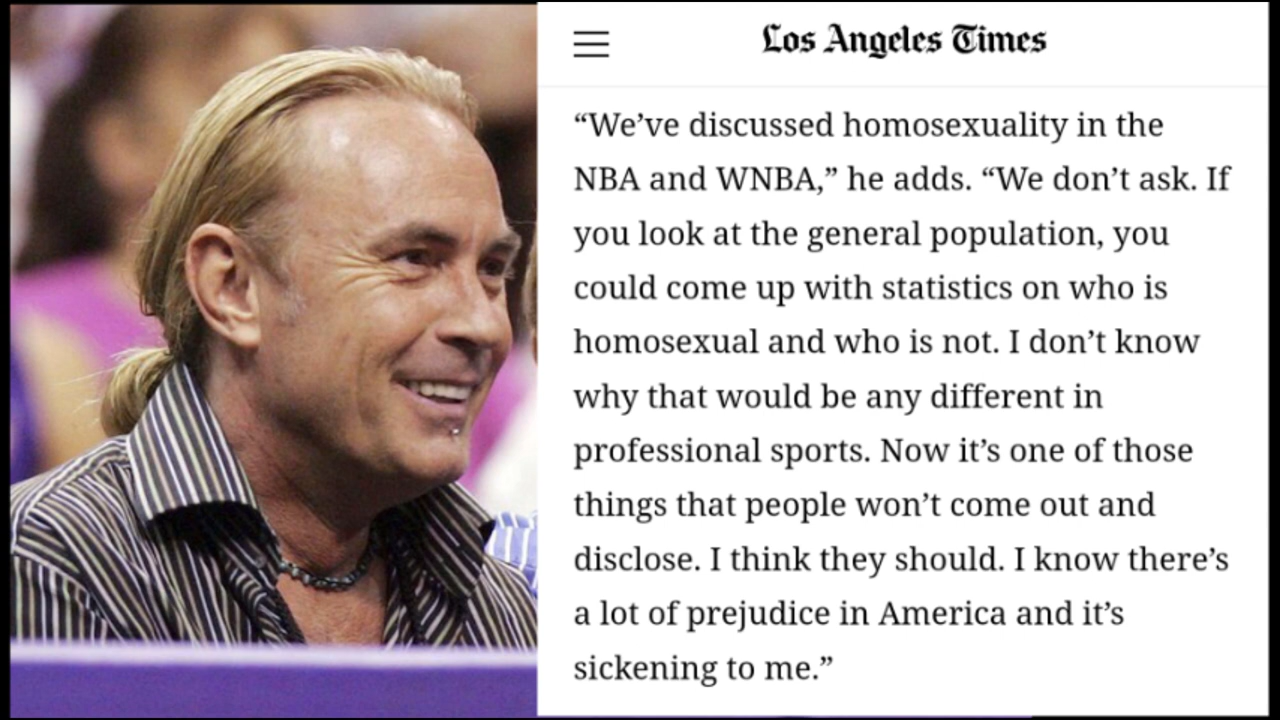 Los Angeles Times
“We’ve discussed homosexuality in the
NBA and WNBA,” he adds. “We don’t ask. If
you look at the general population, you
could come up with statistics on who is
homosexual and who is not. I don’t know
why that would be any different in
professional sports. Now it’s one of those
things that people won’t come out and
disclose. I think they should. I know there’s
a lot of prejudice in America and it’s
sickening to me.”